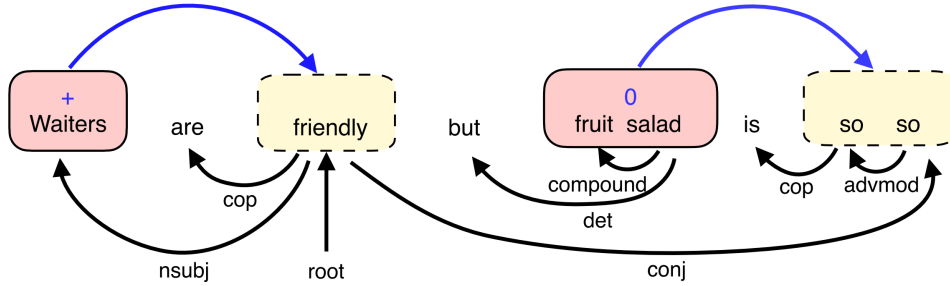 + 0
Waiters are friendly but fruit salad is so so
cop compound cop advmod
det
nsubj root conj